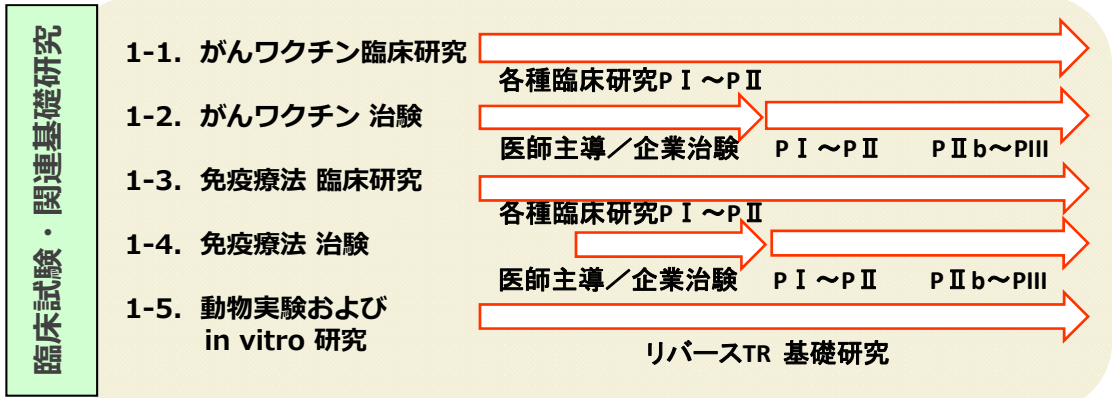 臨床試験・関連基礎研究
1-1. がんワクチン臨床研究
各種臨床研究PⅠ～PⅡ
1-2. がんワクチン 治験
医師主導／企業治験 PⅠ～PⅡ PⅡb～PIII
1-3. 免疫療法 臨床研究
各種臨床研究PⅠ～PⅡ
1-4. 免疫療法 治験
医師主導／企業治験 PⅠ～PⅡ PⅡb～PIII
1-5. 動物実験および
in vitro 研究
リバースTR 基礎研究